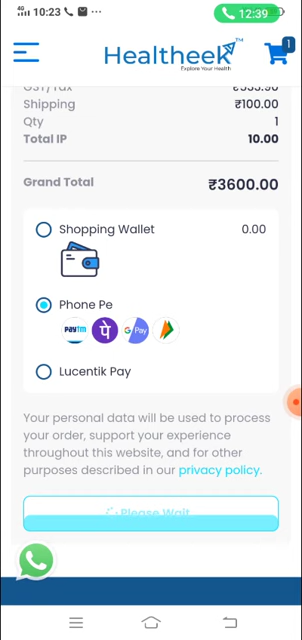 4G 10:23 12:39
Healtheek™ 1
Explore Your Health
GST/Tax
Shipping ₹100.00
Qty 1
Total IP 10.00
Grand Total ₹3600.00
Shopping Wallet 0.00
Phone Pe
Paytm पे G Pay
Lucentik Pay
Your personal data will be used to process
your order, support your experience
throughout this website, and for other
purposes described in our privacy policy.
Please Wait